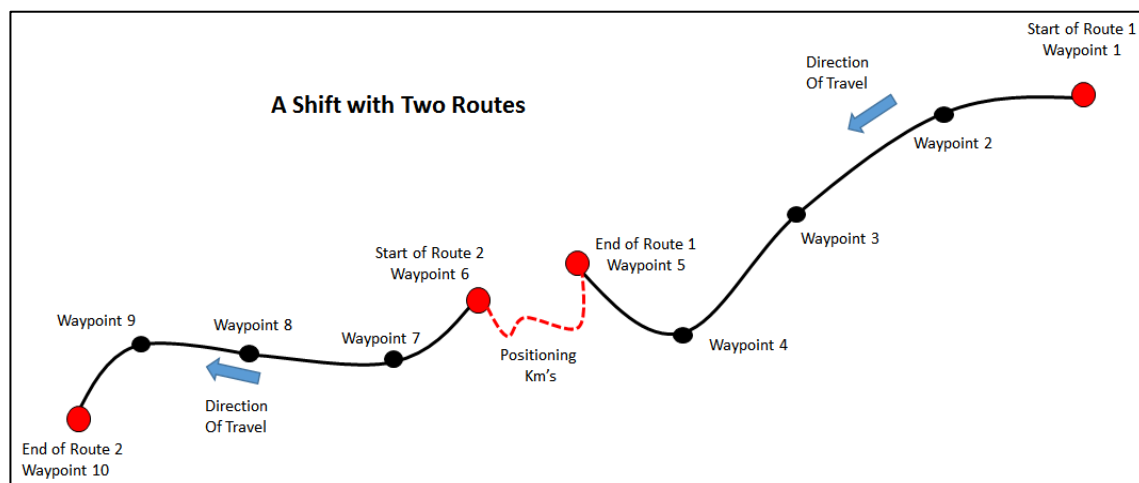 A Shift with Two Routes
Start of Route 1
Waypoint 1
Direction
Of Travel
Waypoint 2
Waypoint 3
Waypoint 4
End of Route 1
Waypoint 5
Positioning
Km's
Start of Route 2
Waypoint 6
Waypoint 7
Waypoint 8
Direction
Of Travel
Waypoint 9
End of Route 2
Waypoint 10